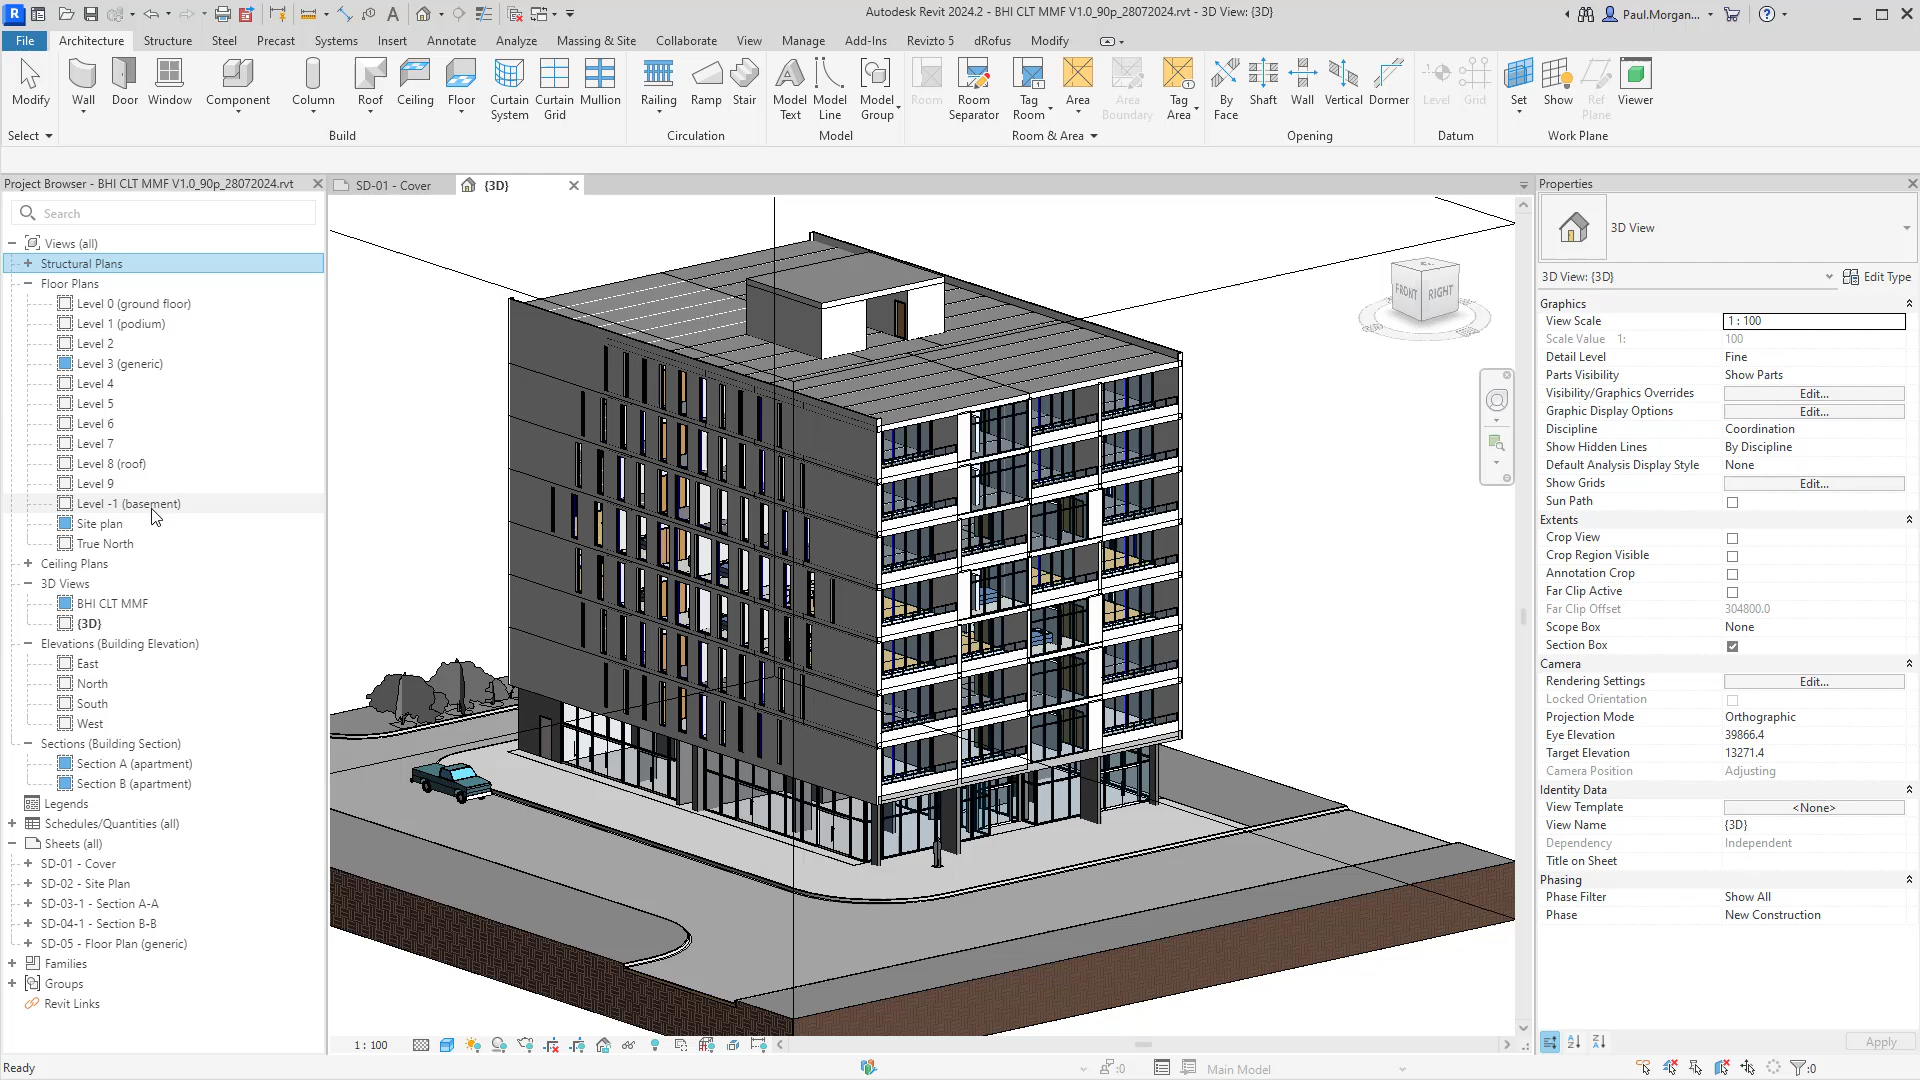 Autodesk Revit 2024.2 - BHI CLT MMF V1.0_90p_28072024.rvt - 3D View: {3D}
Paul.Morgan...
File Architecture Structure Steel Precast Systems Insert Annotate Analyze Massing & Site Collaborate View Manage Add-Ins Revizto 5 dRofus Modify
Modify Wall Door Window Component Column Roof Ceiling Floor Curtain System Curtain Grid Mullion Railing Ramp Stair Model Text Model Line Model Group Room Room Separator Tag Room Area Area Boundary Tag Area By Face Shaft Wall Vertical Dormer Level Grid Set Show Ref Plane Viewer
Select Build Circulation Model Room & Area Opening Datum Work Plane
Project Browser - BHI CLT MMF V1.0_90p_28072024.rvt
Search
Views (all)
Structural Plans
Floor Plans
Level 0 (ground floor)
Level 1 (podium)
Level 2
Level 3 (generic)
Level 4
Level 5
Level 6
Level 7
Level 8 (roof)
Level 9
Level -1 (basement)
Site plan
True North
Ceiling Plans
3D Views
BHI CLT MMF
{3D}
Elevations (Building Elevation)
East
North
South
West
Sections (Building Section)
Section A (apartment)
Section B (apartment)
Legends
Schedules/Quantities (all)
Sheets (all)
SD-01 - Cover
SD-02 - Site Plan
SD-03-1 - Section A-A
SD-04-1 - Section B-B
SD-05 - Floor Plan (generic)
Families
Groups
Revit Links
SD-01 - Cover
{3D}
FRONT RIGHT
1 : 100
Properties
3D View
3D View: {3D} Edit Type
Graphics
View Scale 1 : 100
Scale Value 1: 100
Detail Level Fine
Parts Visibility Show Parts
Visibility/Graphics Overrides Edit...
Graphic Display Options Edit...
Discipline Coordination
Show Hidden Lines By Discipline
Default Analysis Display Style None
Show Grids Edit...
Sun Path
Extents
Crop View
Crop Region Visible
Annotation Crop
Far Clip Active
Far Clip Offset 304800.0
Scope Box None
Section Box
Camera
Rendering Settings Edit...
Locked Orientation
Projection Mode Orthographic
Eye Elevation 39866.4
Target Elevation 13271.4
Camera Position Adjusting
Identity Data
View Template <None>
View Name {3D}
Dependency Independent
Title on Sheet
Phasing
Phase Filter Show All
Phase New Construction
Apply
Ready
:0
Main Model
:0